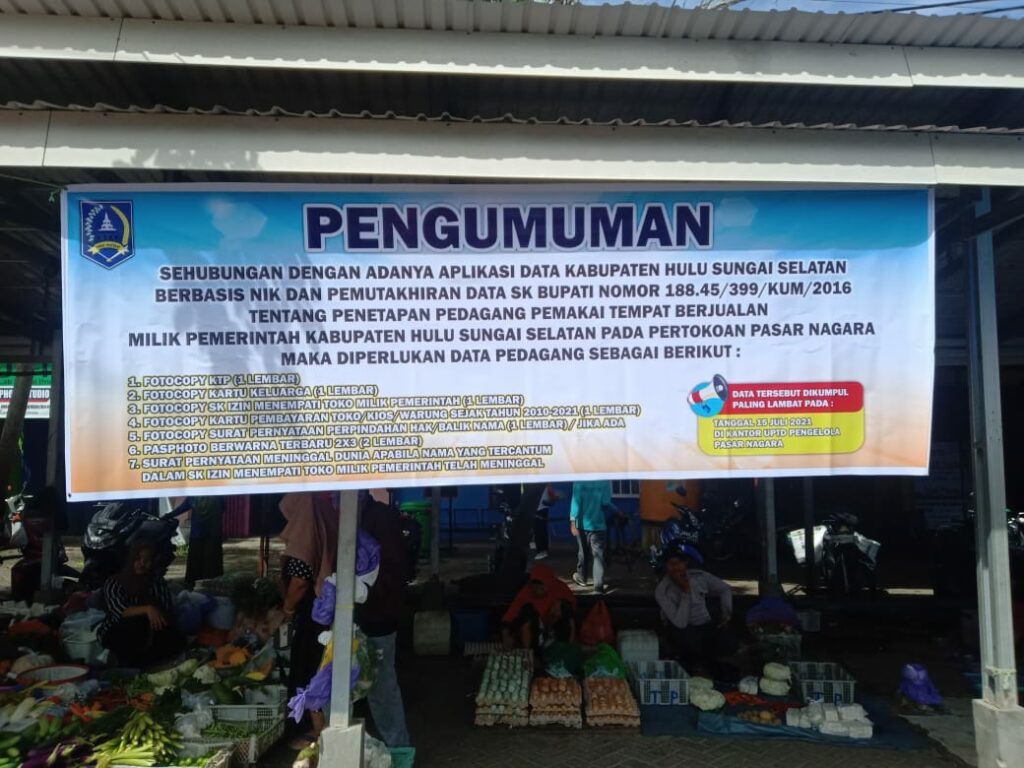 PENGUMUMAN
SEHUBUNGAN DENGAN ADANYA APLIKASI DATA KABUPATEN HULU SUNGAI SELATAN
BERBASIS NIK DAN PEMUTAKHIRAN DATA SK BUPATI NOMOR 188.45/399/KUM/2016
TENTANG PENETAPAN PEDAGANG PEMAKAI TEMPAT BERJUALAN
MILIK PEMERINTAH KABUPATEN HULU SUNGAI SELATAN PADA PERTOKOAN PASAR NAGARA
MAKA DIPERLUKAN DATA PEDAGANG SEBAGAI BERIKUT :
1. FOTOCOPY KTP (1 LEMBAR)
2. FOTOCOPY KARTU KELUARGA (1 LEMBAR)
3. FOTOCOPY SK IZIN MENEMPATI TOKO MILIK PEMERINTAH (1 LEMBAR)
4. FOTOCOPY KARTU PEMBAYARAN TOKO/ KIOS/WARUNG SEJAK TAHUN 2010-2021 (1 LEMBAR)
5. FOTOCOPY SURAT PERNYATAAN PERPINDAHAN HAK/BALIK NAMA (1 LEMBAR) / JIKA ADA
6. PASPHOTO BERWARNA TERBARU 2X3 (2 LEMBAR)
7. SURAT PERNYATAAN MENINGGAL DUNIA APABILA NAMA YANG TERCANTUM
DALAM SK IZIN MENEMPATI TOKO MILIK PEMERINTAH TELAH MENINGGAL
DATA TERSEBUT DIKUMPUL
PALING LAMBAT PADA :
TANGGAL 15 JULI 2021
DI KANTOR UPTD PENGELOLA
PASAR NAGARA
TP
TP